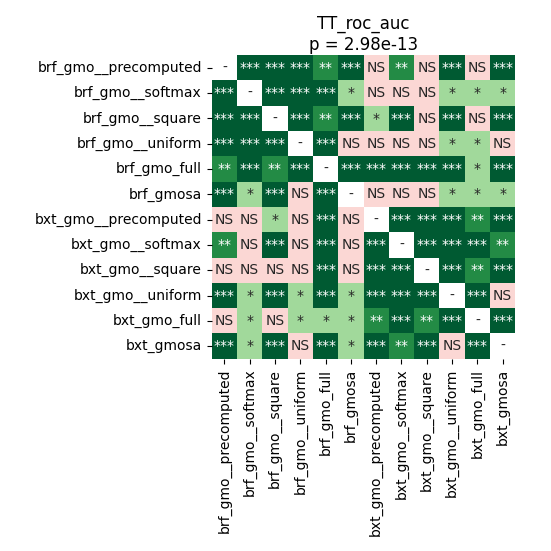 TT_roc_auc
p = 2.98e-13
brf_gmo__precomputed - *** *** *** ** *** NS ** NS *** NS ***
brf_gmo__softmax *** - *** *** *** * NS NS NS * * *
brf_gmo__square *** *** - *** ** *** * *** NS *** NS ***
brf_gmo__uniform *** *** *** - *** NS NS NS NS * * NS
brf_gmo_full ** *** ** *** - *** *** *** *** *** * ***
brf_gmosa *** * *** NS *** - NS NS NS * * *
bxt_gmo__precomputed NS NS * NS *** NS - *** *** *** ** ***
bxt_gmo__softmax ** NS *** NS *** NS *** - *** *** *** **
bxt_gmo__square NS NS NS NS *** NS *** *** - *** ** ***
bxt_gmo__uniform *** * *** * *** * *** *** *** - *** NS
bxt_gmo_full NS * NS * * * ** *** ** *** - ***
bxt_gmosa *** * *** NS *** * *** ** *** NS *** -
brf_gmo__precomputed
brf_gmo__softmax
brf_gmo__square
brf_gmo__uniform
brf_gmo_full
brf_gmosa
bxt_gmo__precomputed
bxt_gmo__softmax
bxt_gmo__square
bxt_gmo__uniform
bxt_gmo_full
bxt_gmosa